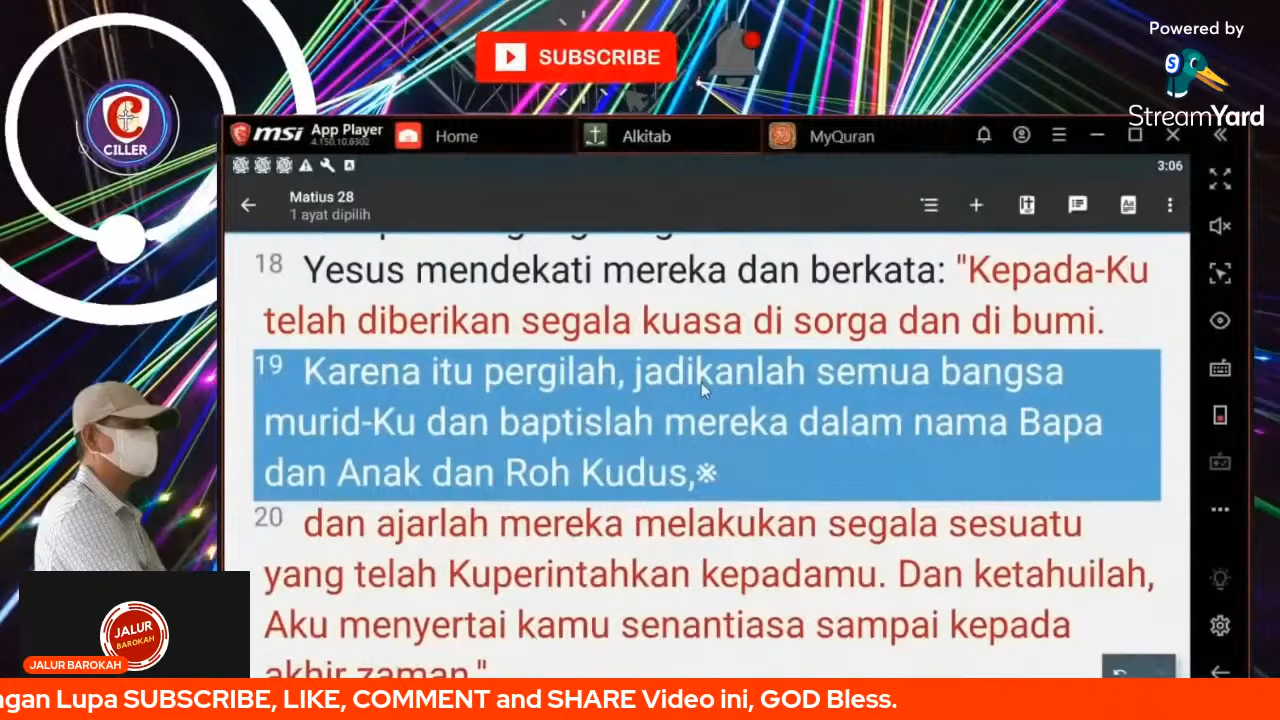 Powered by
SUBSCRIBE
StreamYard
CILLER
msi App Player
4.150.10.6302
Home
Alkitab
MyQuran
3:06
Matius 28
1 ayat dipilih
18 Yesus mendekati mereka dan berkata: "Kepada-Ku
telah diberikan segala kuasa di sorga dan di bumi.
19 Karena itu pergilah, jadikanlah semua bangsa
murid-Ku dan baptislah mereka dalam nama Bapa
dan Anak dan Roh Kudus,※
20 dan ajarlah mereka melakukan segala sesuatu
yang telah Kuperintahkan kepadamu. Dan ketahuilah,
Aku menyertai kamu senantiasa sampai kepada
akhir zaman."
JALUR
BAROKAH
JALUR BAROKAH
ngan Lupa SUBSCRIBE, LIKE, COMMENT and SHARE Video ini, GOD Bless.